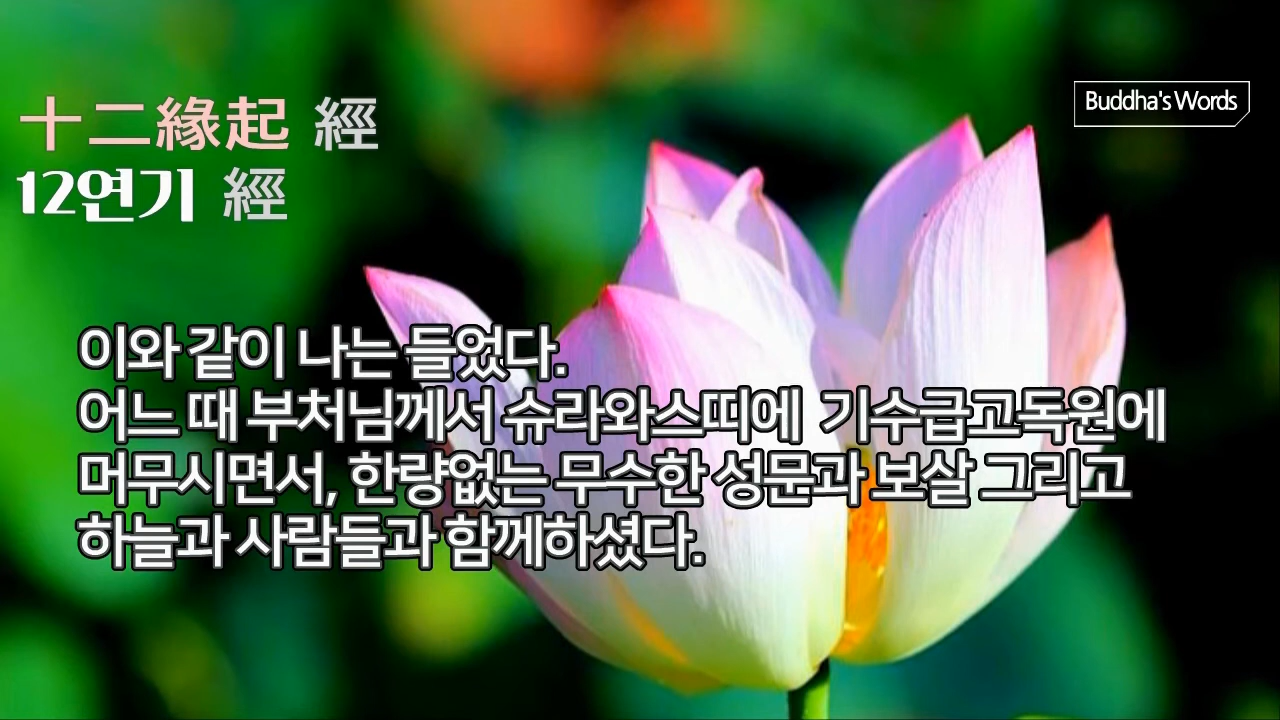 十二緣起 經
12연기 經
Buddha's Words
이와 같이 나는 들었다.
어느 때 부처님께서 슈라와스띠에 기수급고독원에
머무시면서, 한량없는 무수한 성문과 보살 그리고
하늘과 사람들과 함께하셨다.